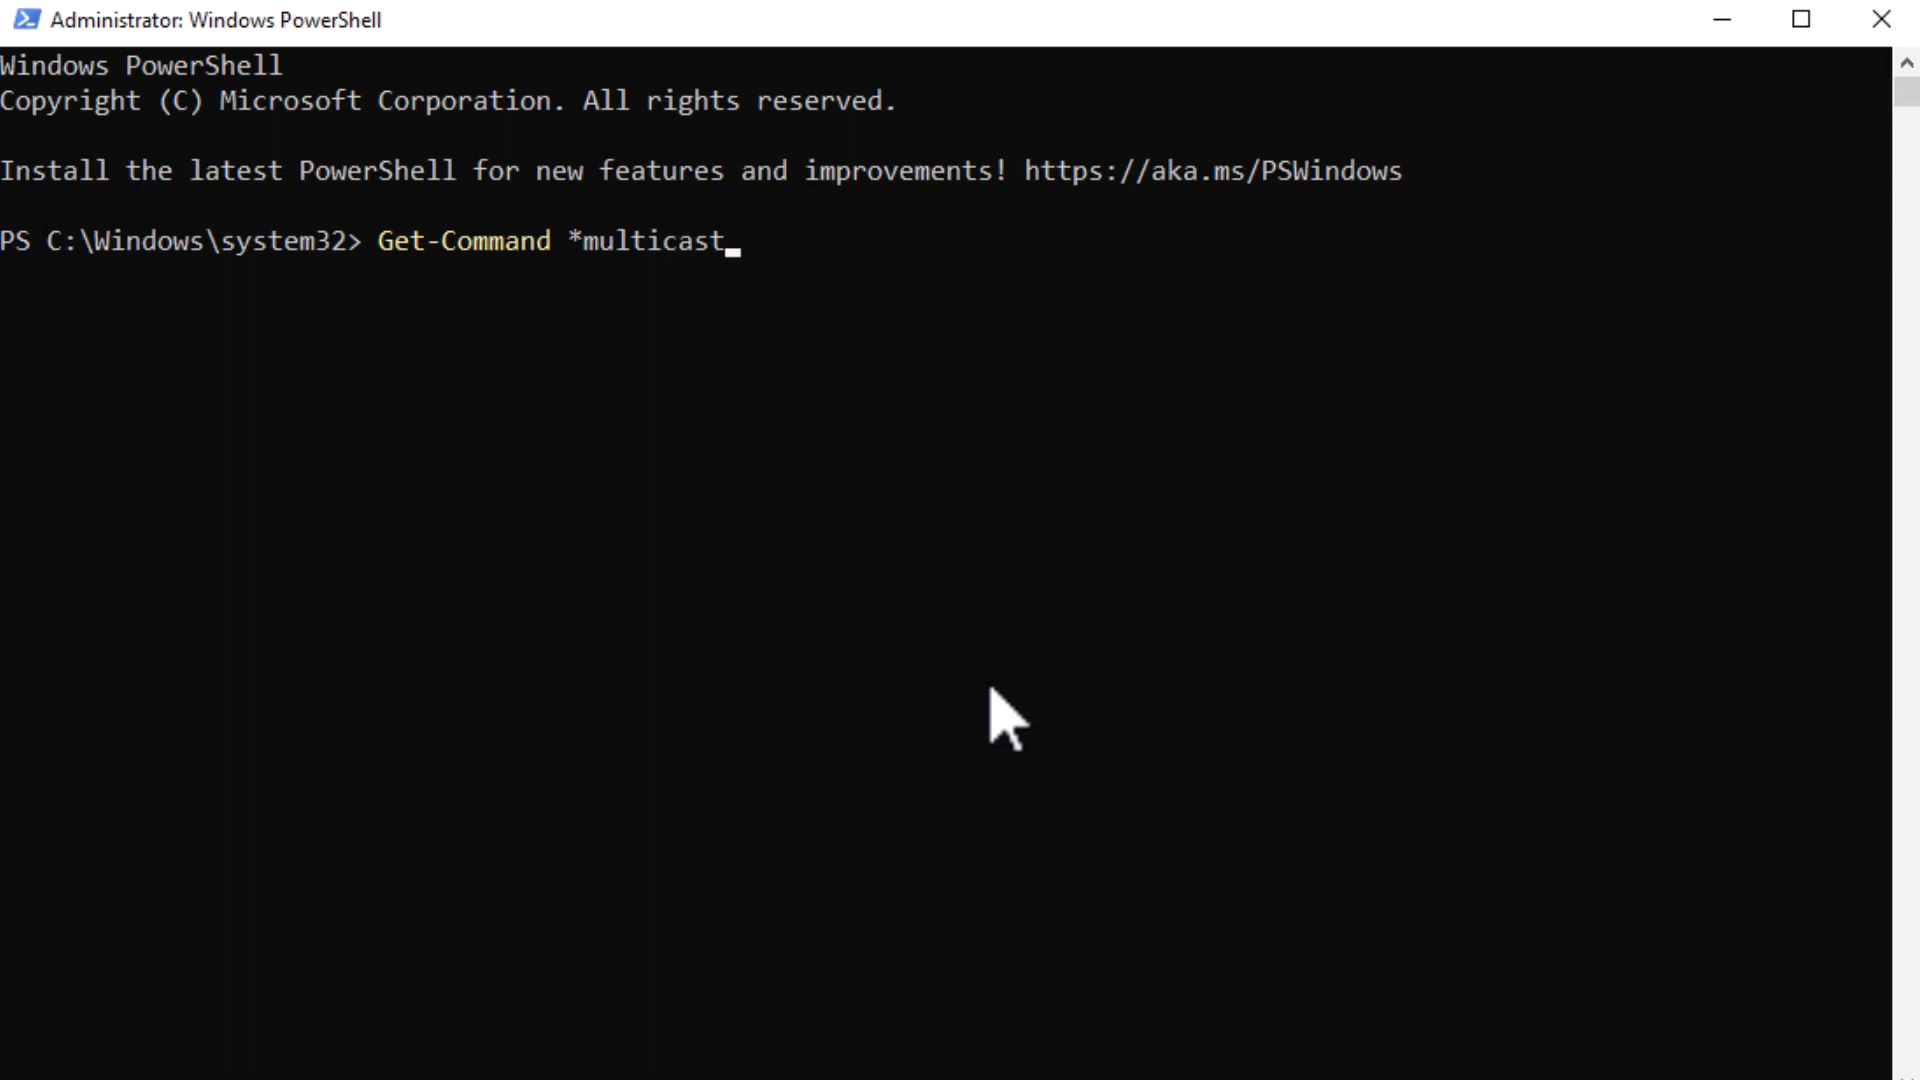 Administrator: Windows PowerShell
Windows PowerShell
Copyright (C) Microsoft Corporation. All rights reserved.
Install the latest PowerShell for new features and improvements! https://aka.ms/PSWindows
PS C:\Windows\system32> Get-Command *multicast